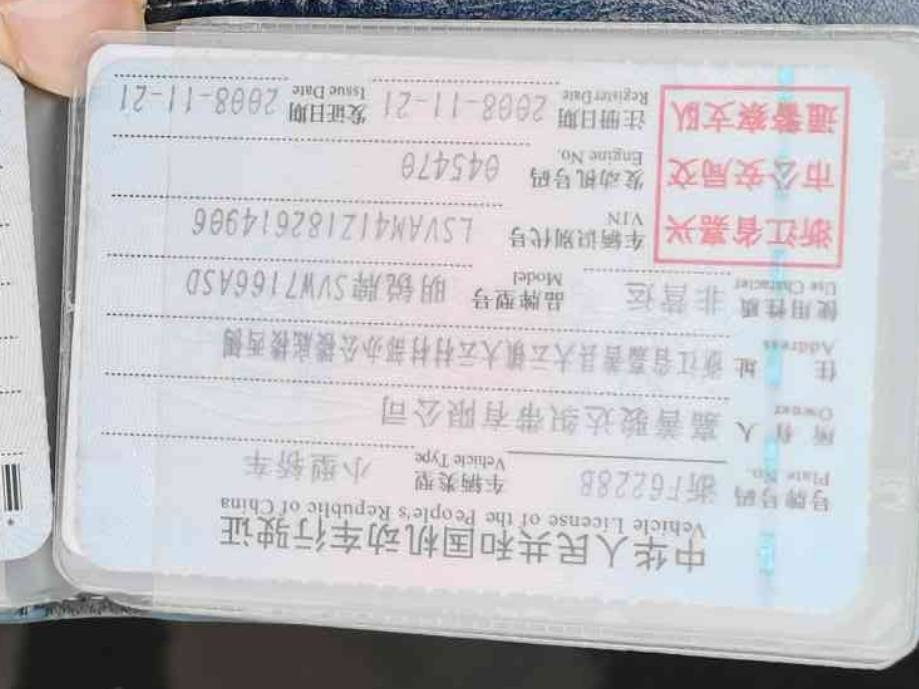 中华人民共和国机动车行驶证
Vehicle License of the People's Republic of China
号牌号码 浙F6228B 车辆类型 小型轿车
Plate No. Vehicle Type
所有人 嘉善骏达织带有限公司
Owner
住址 浙江省嘉善县大云镇大云村村部办公楼底楼西侧
Address
使用性质 非营运 品牌型号 明锐牌SVW7166ASD
Use Character Model
浙江省嘉兴
市公安局交
通警察支队
车辆识别代号 LSVAM41Z182614906
VIN
发动机号码 045470
Engine No.
注册日期 2008-11-21 发证日期 2008-11-21
Register Date Issue Date